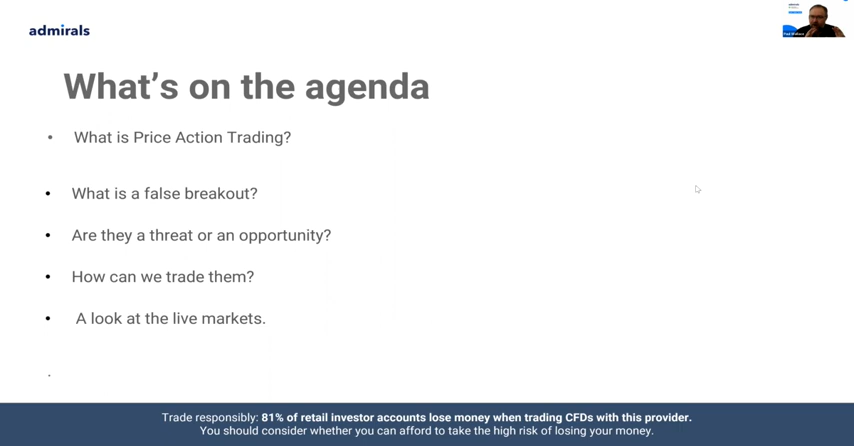 admirals
What's on the agenda
• What is Price Action Trading?
• What is a false breakout?
• Are they a threat or an opportunity?
• How can we trade them?
• A look at the live markets.
Trade responsibly: 81% of retail investor accounts lose money when trading CFDs with this provider.
You should consider whether you can afford to take the high risk of losing your money.